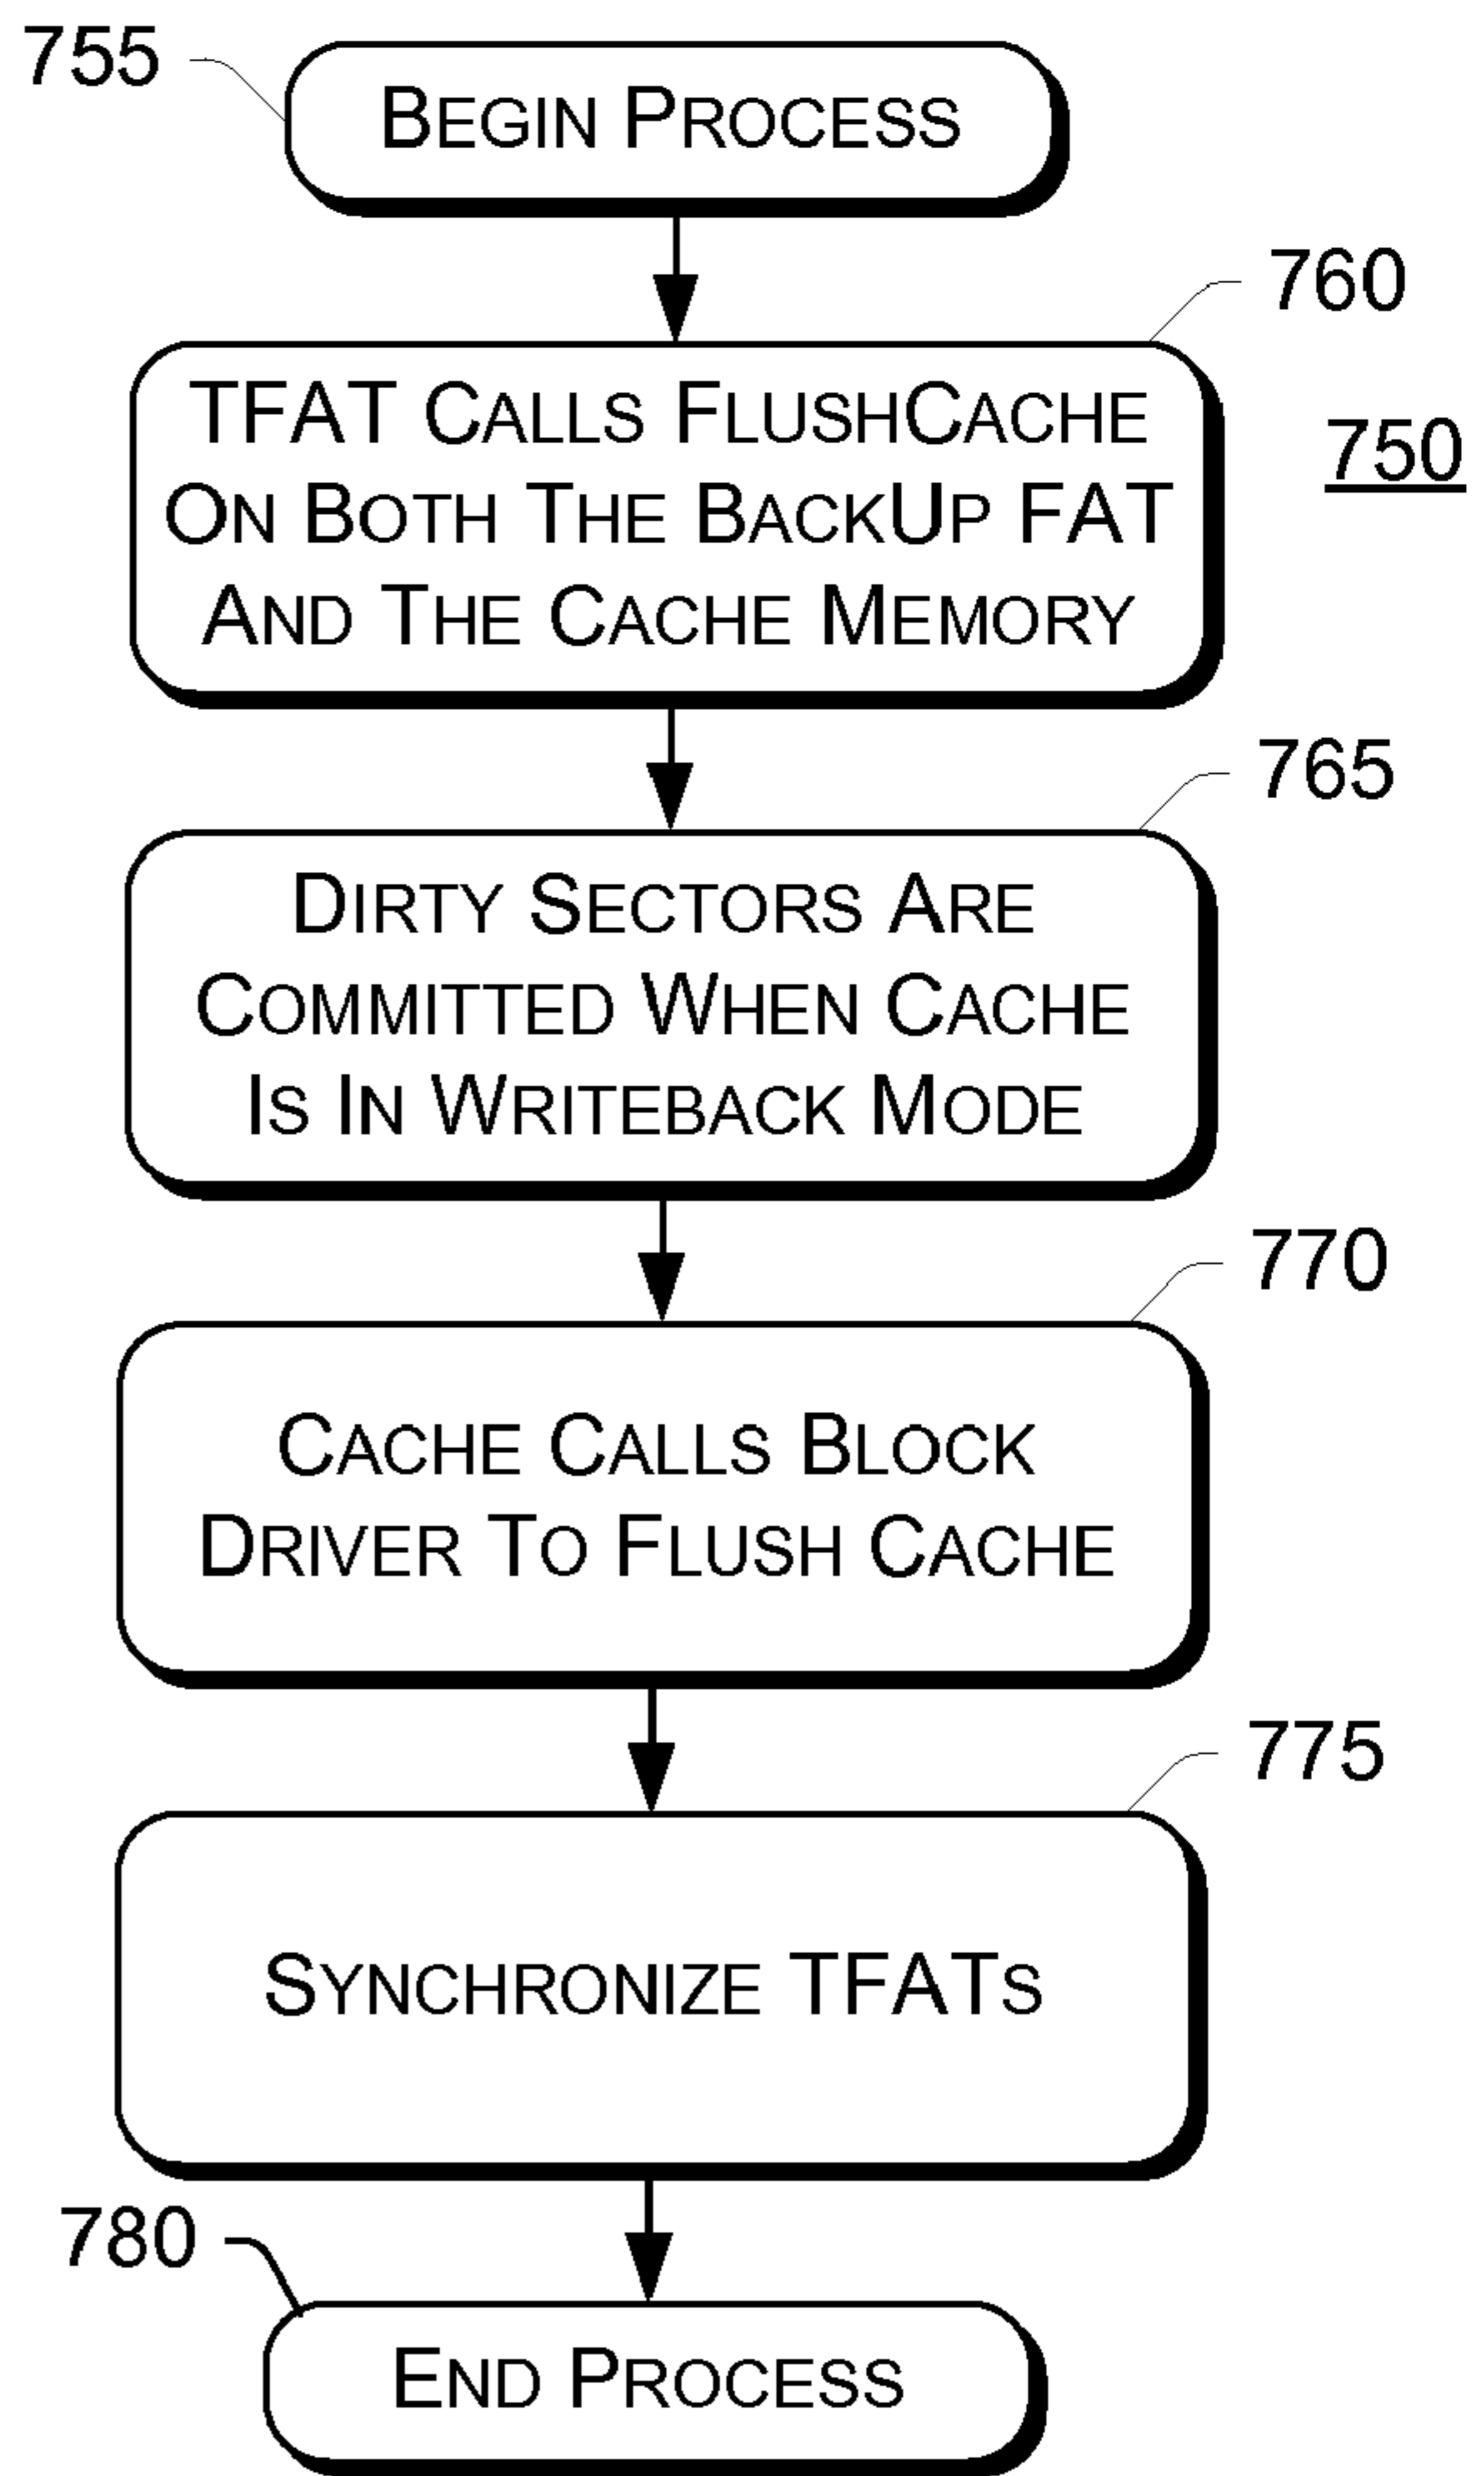 755
BEGIN PROCESS
760
TFAT CALLS FLUSHCACHE
ON BOTH THE BACKUP FAT
AND THE CACHE MEMORY
750
765
DIRTY SECTORS ARE
COMMITTED WHEN CACHE
IS IN WRITEBACK MODE
770
CACHE CALLS BLOCK
DRIVER TO FLUSH CACHE
775
SYNCHRONIZE TFATS
780
END PROCESS